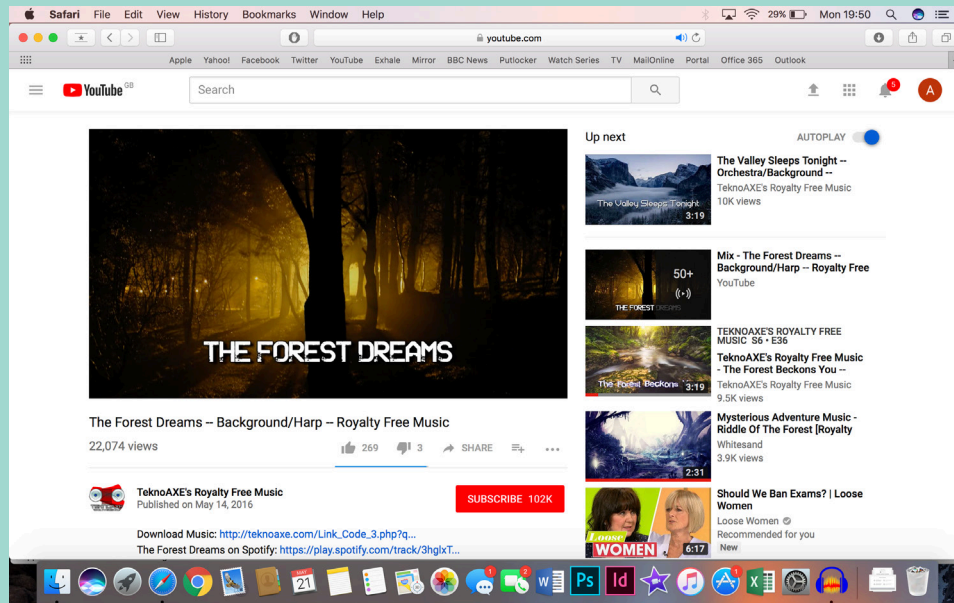 Safari File Edit View History Bookmarks Window Help 29% Mon 19:50
youtube.com
Apple Yahoo! Facebook Twitter YouTube Exhale Mirror BBC News Putlocker Watch Series TV MailOnline Portal Office 365 Outlook
YouTube GB
Search
5
A
THE FOREST DREAMS
The Forest Dreams -- Background/Harp -- Royalty Free Music
22,074 views
269 3 SHARE
TeknoAXE's Royalty Free Music
Published on May 14, 2016
SUBSCRIBE 102K
Download Music: http://teknoaxe.com/Link_Code_3.php?q...
The Forest Dreams on Spotify: https://play.spotify.com/track/3hglxT...
Up next
AUTOPLAY
The Valley Sleeps Tonight
3:19
The Valley Sleeps Tonight --
Orchestra/Background --
TeknoAXE's Royalty Free Music
10K views
50+
THE FOREST DREAMS
Mix - The Forest Dreams --
Background/Harp -- Royalty Free
YouTube
The Forest Beckons
3:19
TEKNOAXE'S ROYALTY FREE
MUSIC S6 • E36
TeknoAXE's Royalty Free Music
- The Forest Beckons You --
TeknoAXE's Royalty Free Music
9.5K views
2:31
Mysterious Adventure Music -
Riddle Of The Forest [Royalty
Whitesand
3.9K views
Loose
WOMEN
6:17
Should We Ban Exams? | Loose
Women
Loose Women
Recommended for you
New
21
1
2
W
Ps
Id
1
X